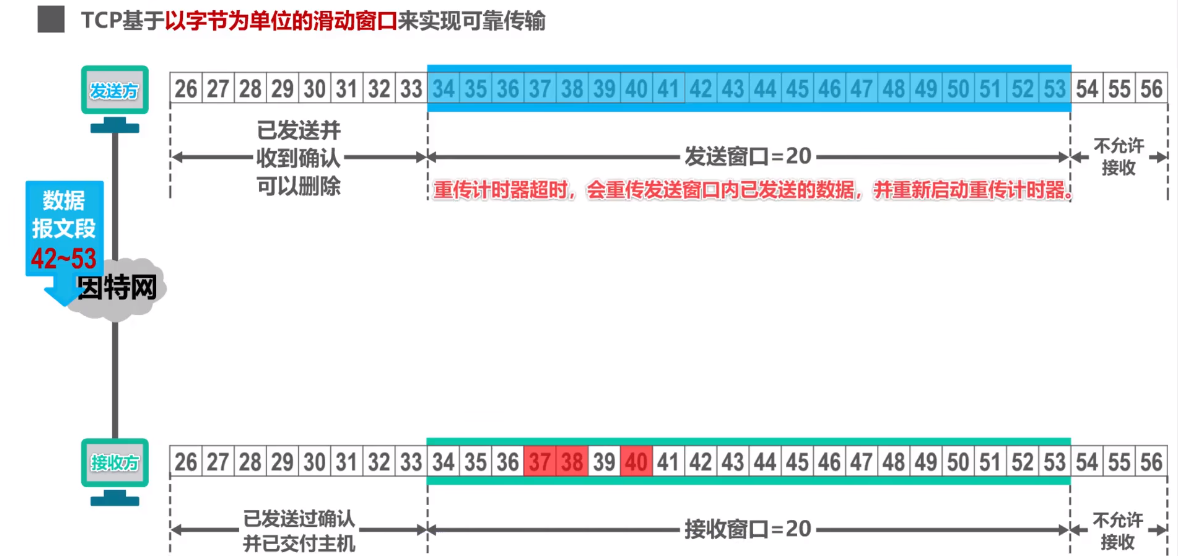 TCP基于以字节为单位的滑动窗口来实现可靠传输
发送方
26 27 28 29 30 31 32 33 34 35 36 37 38 39 40 41 42 43 44 45 46 47 48 49 50 51 52 53 54 55 56
已发送并
收到确认
可以删除
发送窗口=20
不允许
接收
重传计时器超时，会重传发送窗口内已发送的数据，并重新启动重传计时器。
数据
报文段
42~53
因特网
接收方
26 27 28 29 30 31 32 33 34 35 36 37 38 39 40 41 42 43 44 45 46 47 48 49 50 51 52 53 54 55 56
已发送过确认
并已交付主机
接收窗口=20
不允许
接收